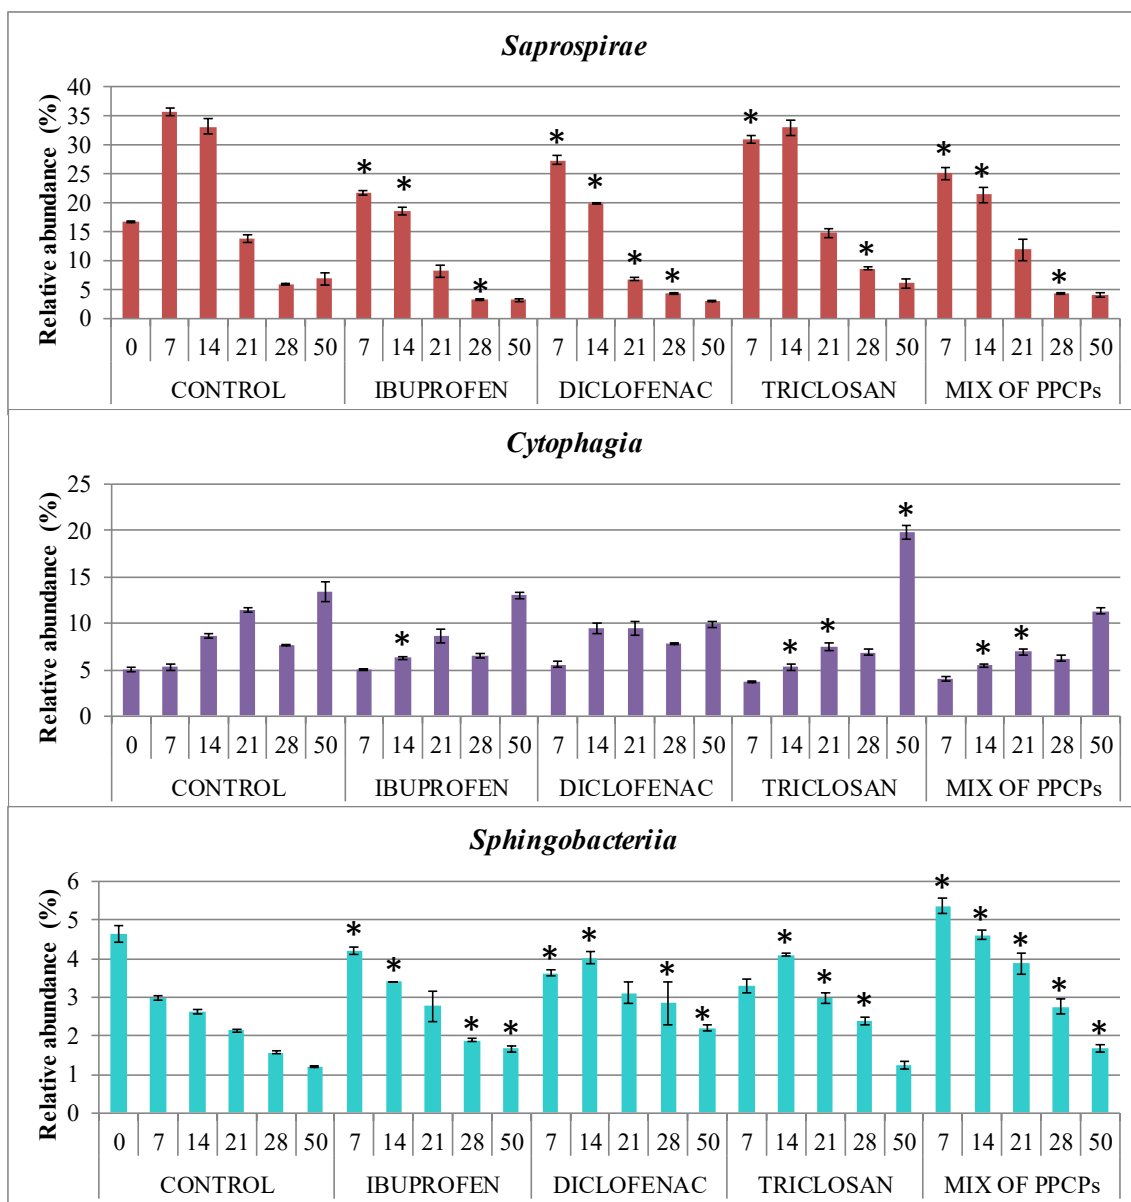 Saprospirae
Relative abundance (%)
40
35
30
25
20
15
10
5
0
* * * * * * * * * * * *
0 7 14 21 28 50 7 14 21 28 50 7 14 21 28 50 7 14 21 28 50 7 14 21 28 50
CONTROL IBUPROFEN DICLOFENAC TRICLOSAN MIX OF PPCPs
Cytophagia
Relative abundance (%)
25
20
15
10
5
0
* * * * * *
0 7 14 21 28 50 7 14 21 28 50 7 14 21 28 50 7 14 21 28 50 7 14 21 28 50
CONTROL IBUPROFEN DICLOFENAC TRICLOSAN MIX OF PPCPs
Sphingobacteriia
Relative abundance (%)
6
5
4
3
2
1
0
* * * * * * * * * * * * * * * *
0 7 14 21 28 50 7 14 21 28 50 7 14 21 28 50 7 14 21 28 50 7 14 21 28 50
CONTROL IBUPROFEN DICLOFENAC TRICLOSAN MIX OF PPCPs